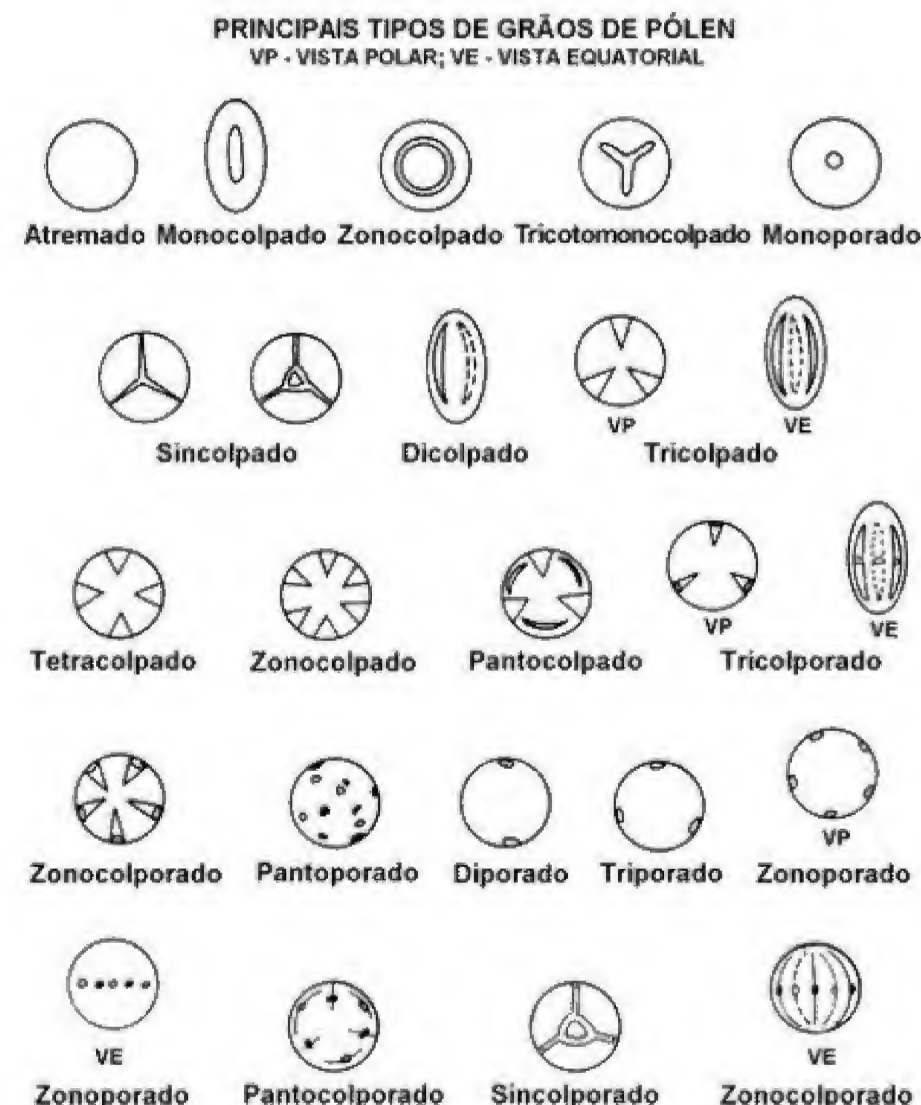 PRINCIPAIS TIPOS DE GRÃOS DE PÓLEN
VP - VISTA POLAR; VE - VISTA EQUATORIAL
Atremado Monocolpado Zonocolpado Tricotomonocolpado Monoporado
VP VE
Sincolpado Dicolpado Tricolpado
VP VE
Tetracolpado Zonocolpado Pantocolpado Tricolporado
VP
Zonocolporado Pantoporado Diporado Triporado Zonoporado
VE VE
Zonoporado Pantocolporado Sincolporado Zonocolporado